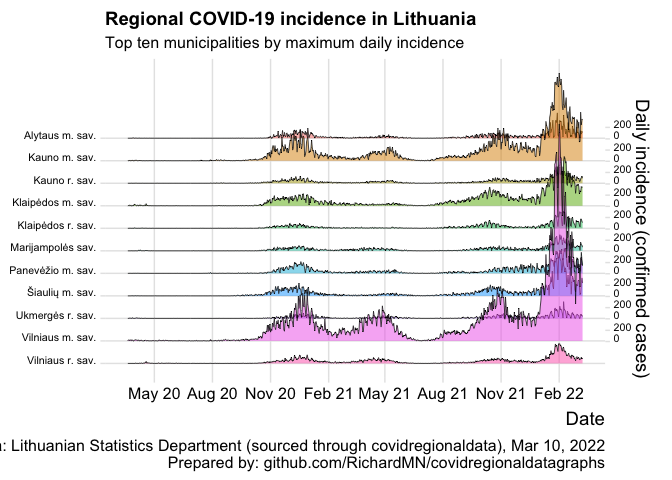 Regional COVID-19 incidence in Lithuania
Top ten municipalities by maximum daily incidence
Alytaus m. sav.
Kauno m. sav.
Kauno r. sav.
Klaipėdos m. sav.
Klaipėdos r. sav.
Marijampolės sav.
Panevėžio m. sav.
Šiaulių m. sav.
Ukmergės r. sav.
Vilniaus m. sav.
Vilniaus r. sav.
200
0
200
0
200
0
200
0
200
0
200
0
200
0
200
0
200
0
200
0
200
0
Daily incidence (confirmed cases)
May 20 Aug 20 Nov 20 Feb 21 May 21 Aug 21 Nov 21 Feb 22
Date
: Lithuanian Statistics Department (sourced through covidregionaldata), Mar 10, 2022
Prepared by: github.com/RichardMN/covidregionaldatagraphs